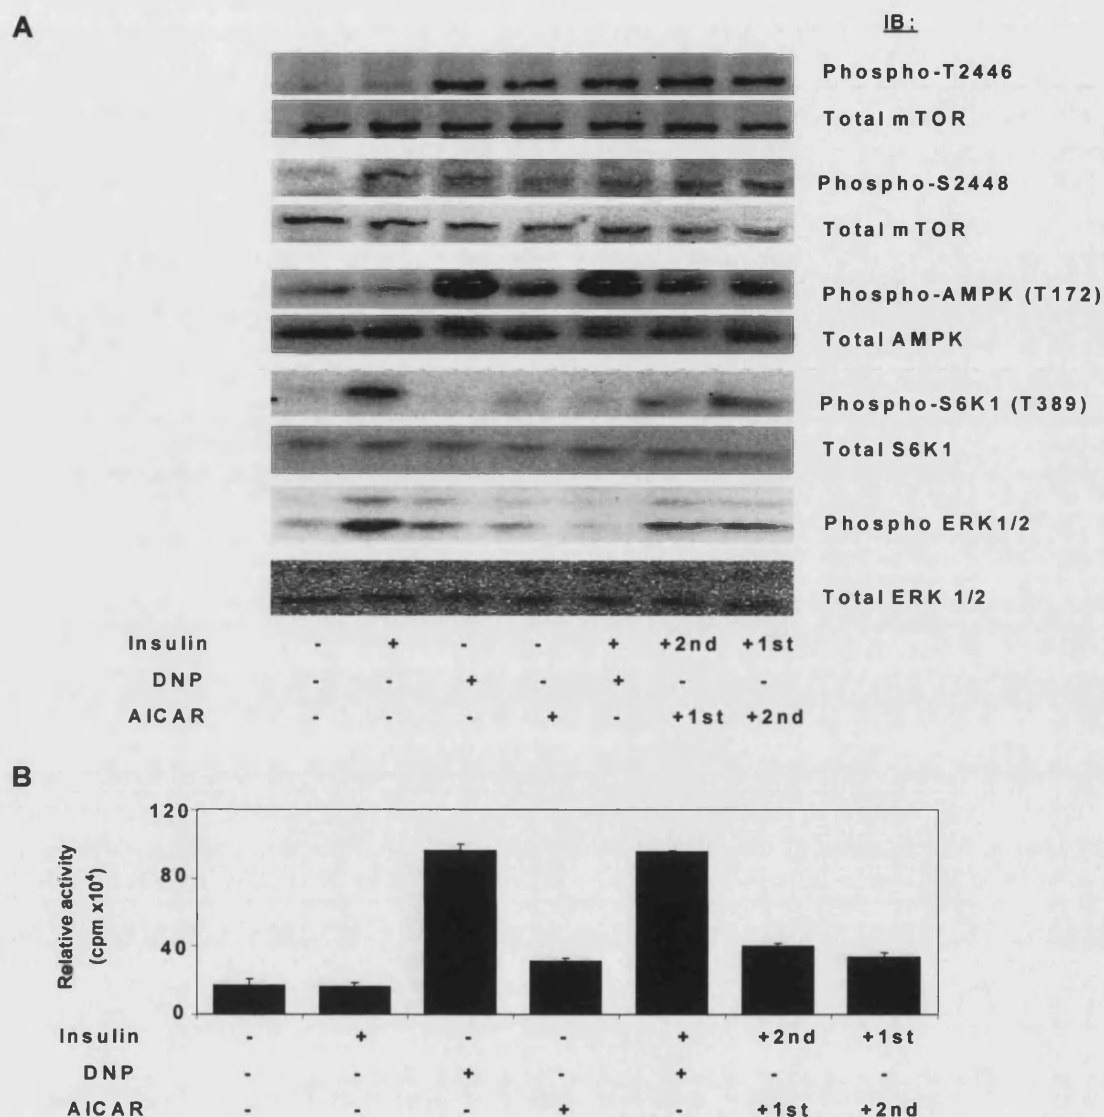 A
IB:
Phospho-T2446
Total mTOR
Phospho-S2448
Total mTOR
Phospho-AMPK (T172)
Total AMPK
Phospho-S6K1 (T389)
Total S6K1
Phospho ERK1/2
Total ERK 1/2
Insulin - + - - + +2nd +1st
DNP - - + - + - -
AICAR - - - + - +1st +2nd
B
Relative activity
(cpm x10⁴)
120
80
40
0
Insulin - + - - + +2nd +1st
DNP - - + - + - -
AICAR - - - + - +1st +2nd